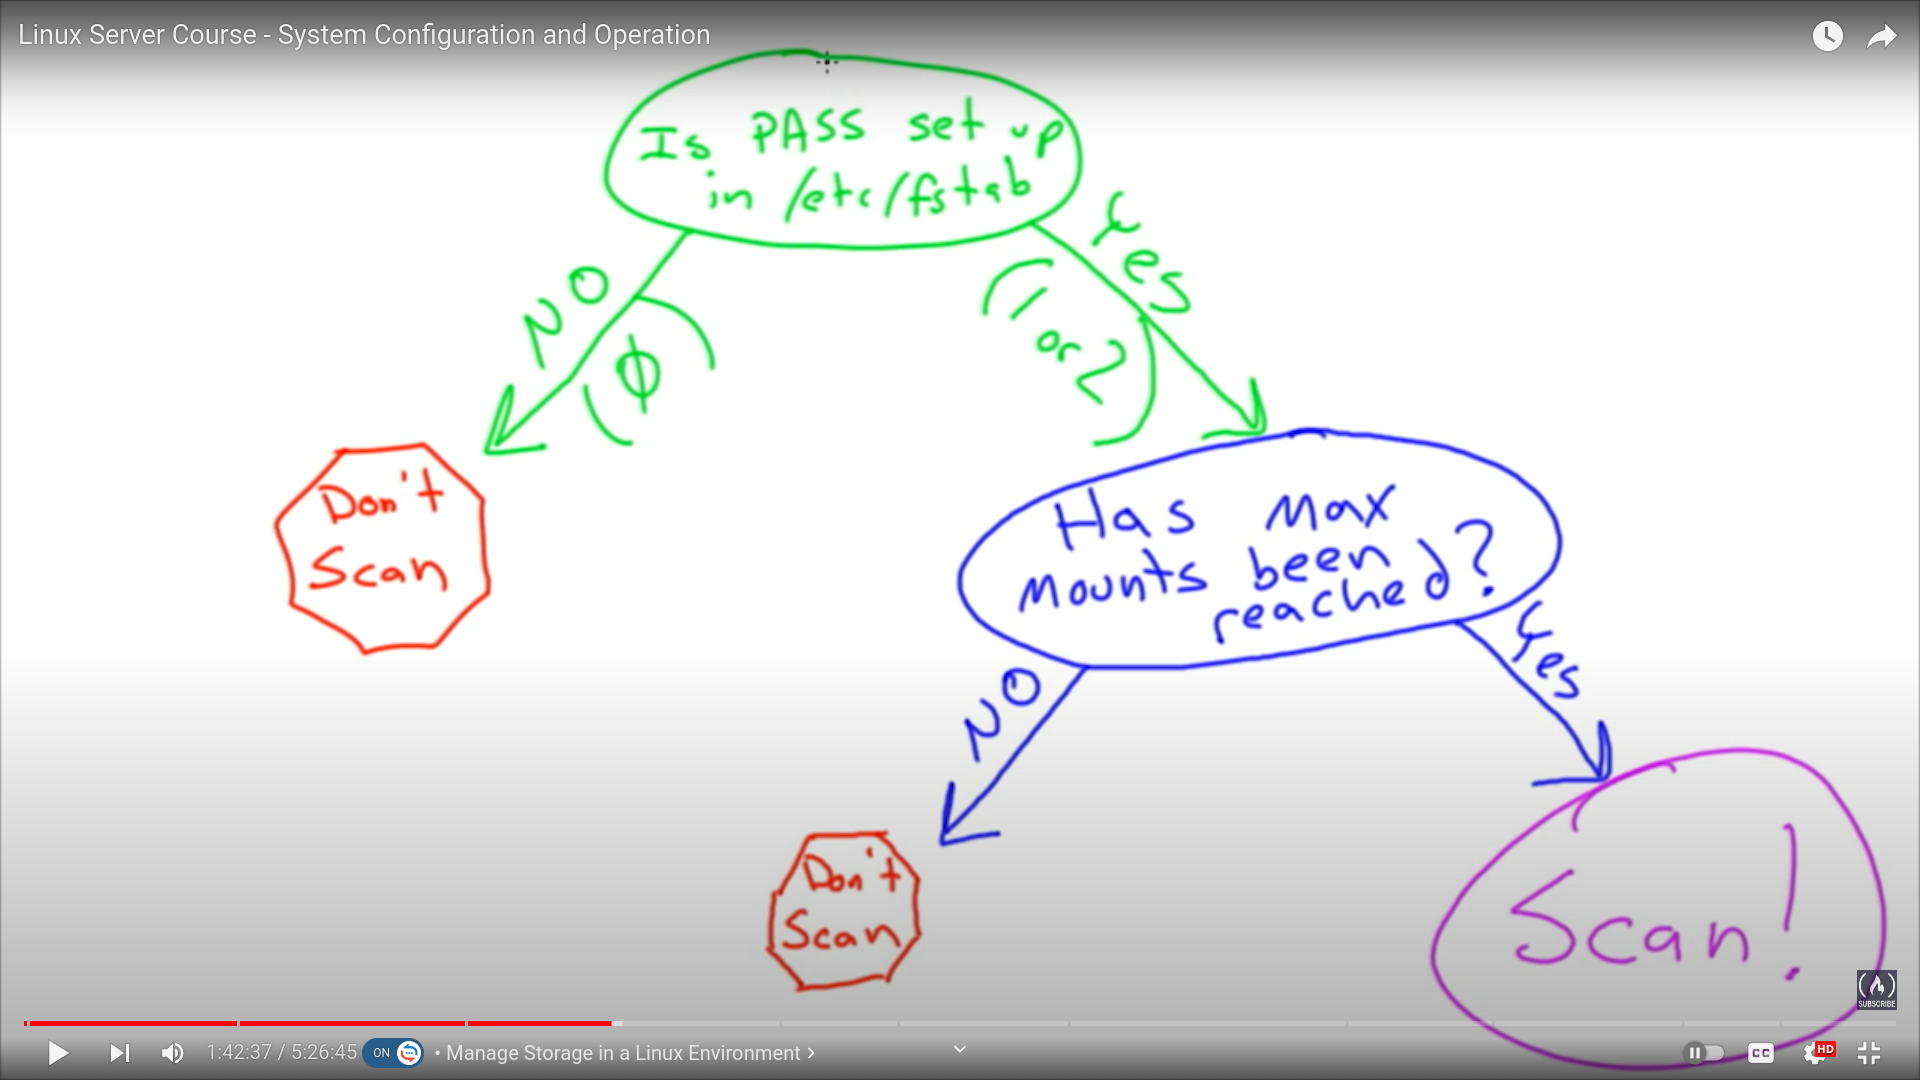 Linux Server Course - System Configuration and Operation
Is PASS set up
in /etc/fstab
NO
(0)
Yes
(1 or 2)
Don't
Scan
Has Max
Mounts been
reached?
NO
Yes
Don't
Scan
Scan!
SUBSCRIBE
1:42:37 / 5:26:45
ON
• Manage Storage in a Linux Environment
CC
HD